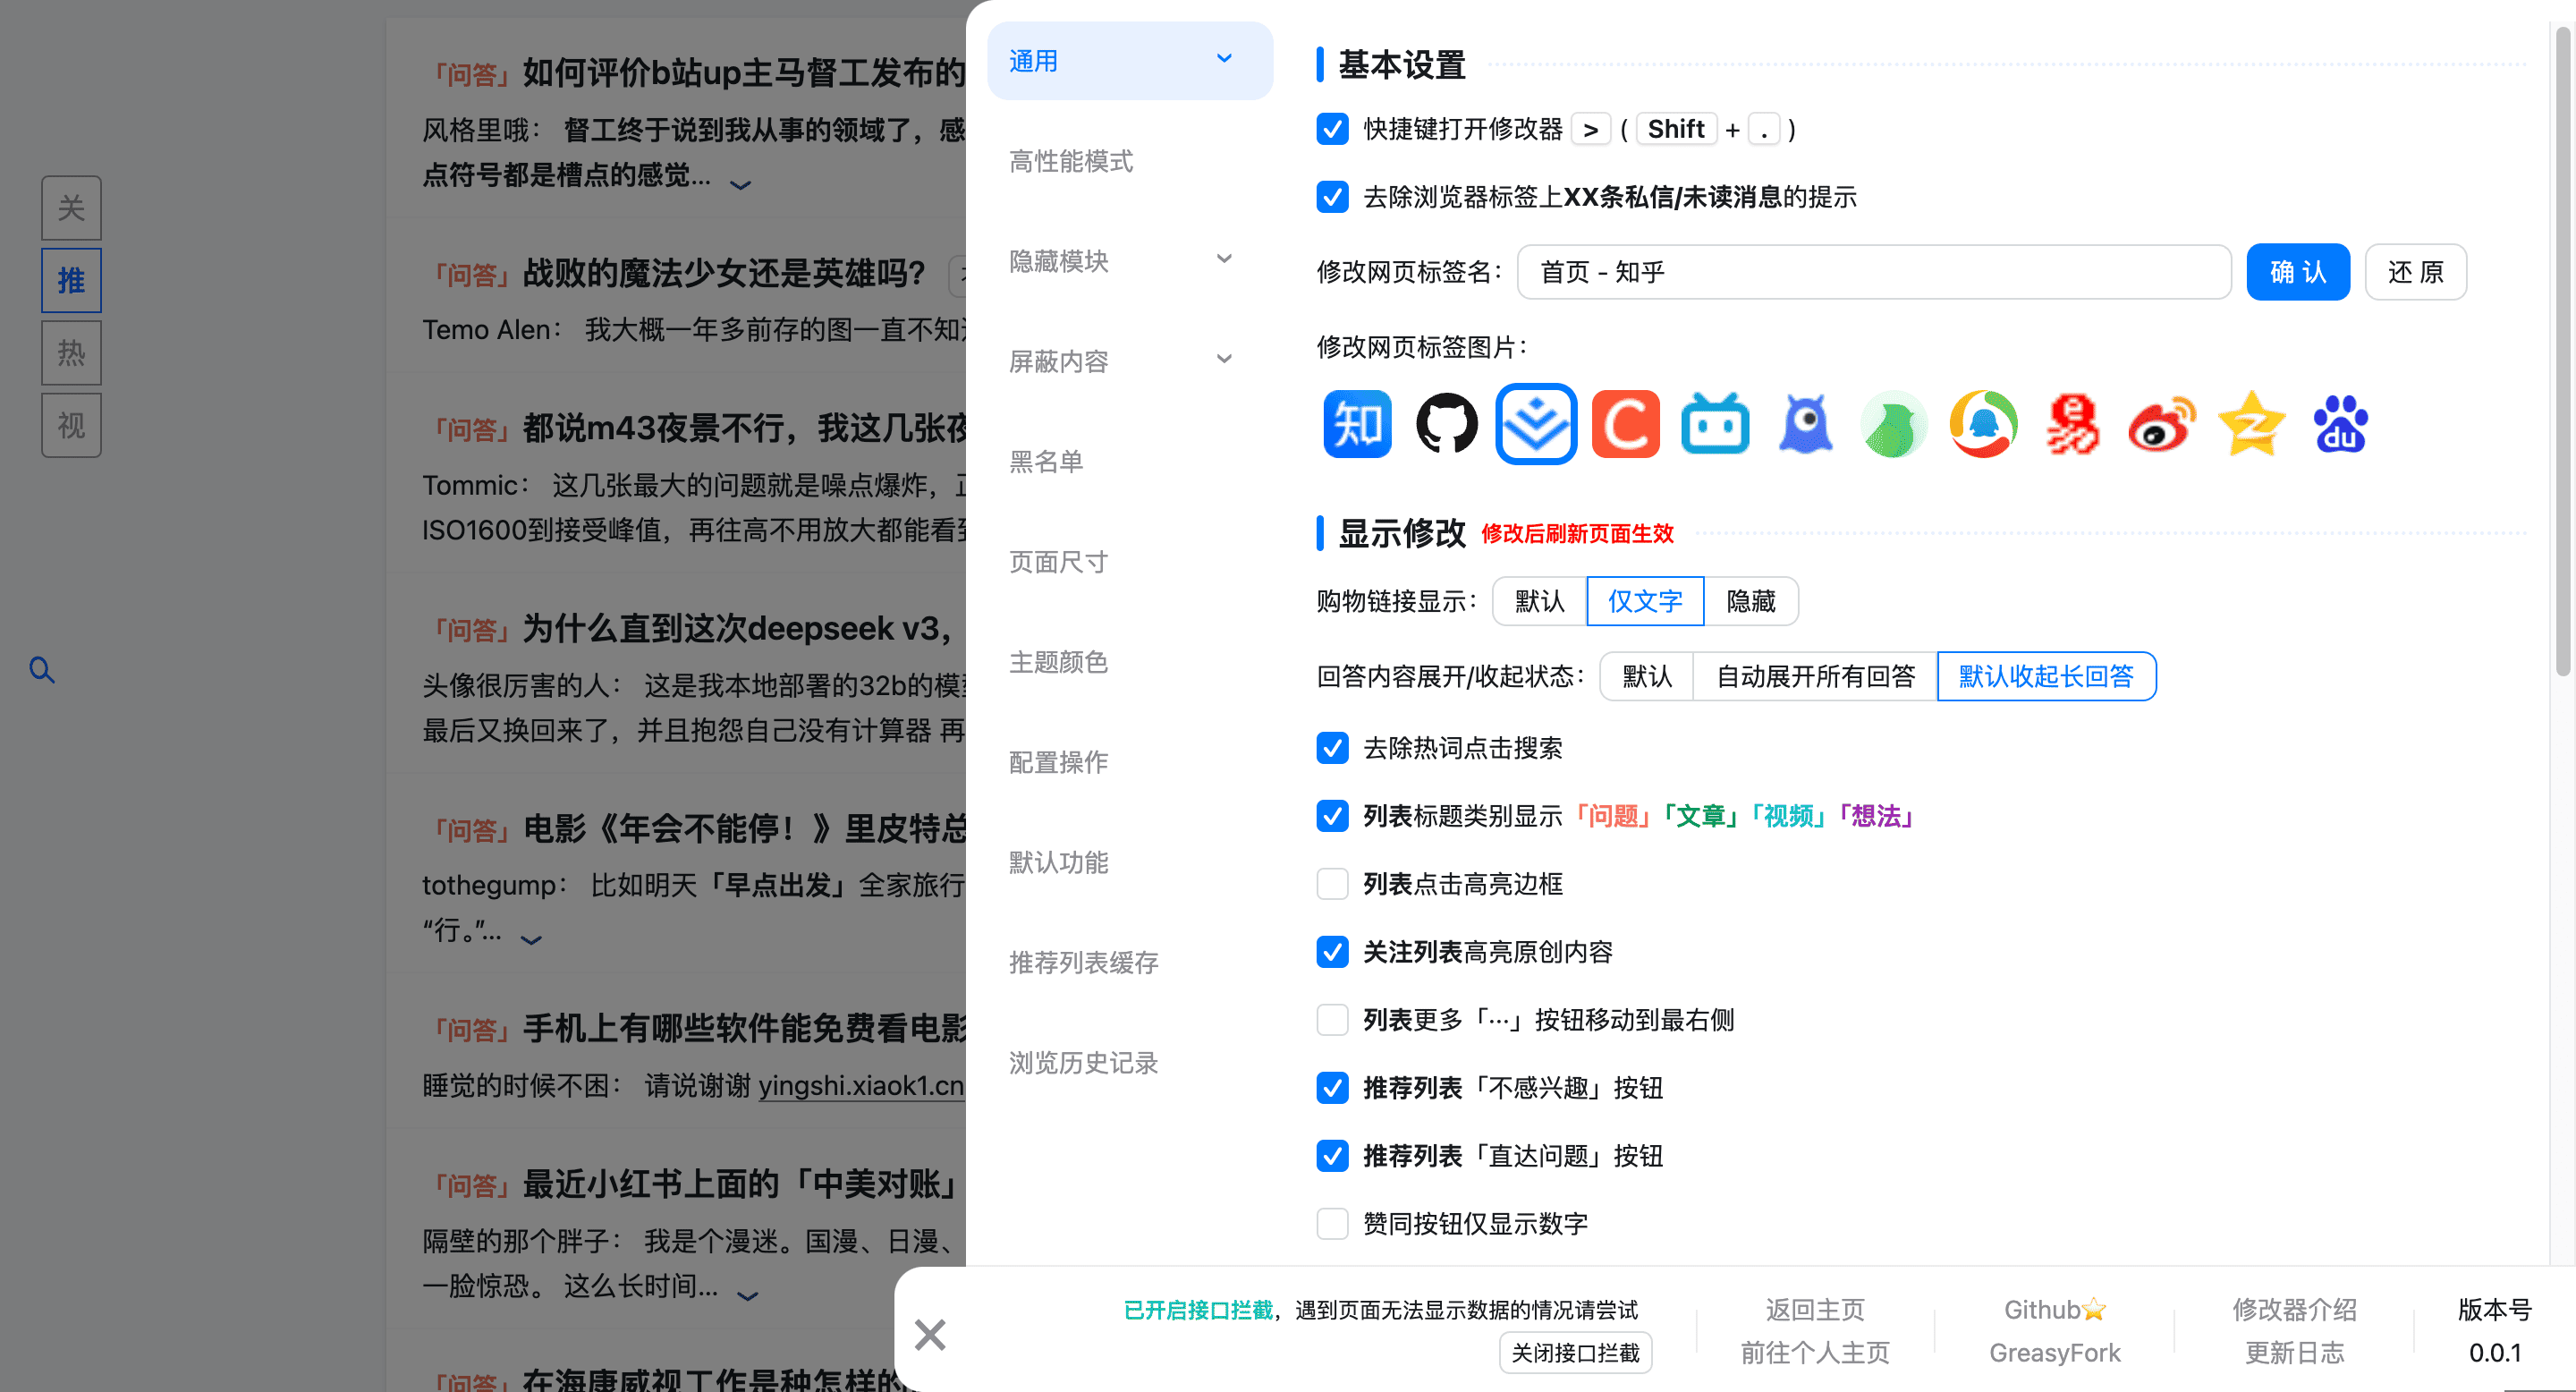 关
推
热
视
「问答」如何评价b站up主马督工发布的
风格里哦： 督工终于说到我从事的领域了，感
点符号都是槽点的感觉...
「问答」战败的魔法少女还是英雄吗？
Temo Alen： 我大概一年多前存的图一直不知
「问答」都说m43夜景不行，我这几张夜
Tommic： 这几张最大的问题就是噪点爆炸，
ISO1600到接受峰值，再往高不用放大都能看到
「问答」为什么直到这次deepseek v3，
头像很厉害的人： 这是我本地部署的32b的模型
最后又换回来了，并且抱怨自己没有计算器 再
「问答」电影《年会不能停！》里皮特总
tothegump： 比如明天「早点出发」全家旅行
“行。”...
「问答」手机上有哪些软件能免费看电影
睡觉的时候不困： 请说谢谢 yingshi.xiaok1.cn
「问答」最近小红书上面的「中美对账」
隔壁的那个胖子： 我是个漫迷。国漫、日漫、
一脸惊恐。 这么长时间...
「问答」在海康威视工作是种怎样的
通用
高性能模式
隐藏模块
屏蔽内容
黑名单
页面尺寸
主题颜色
配置操作
默认功能
推荐列表缓存
浏览历史记录
基本设置
快捷键打开修改器 > ( Shift + . )
去除浏览器标签上XX条私信/未读消息的提示
修改网页标签名： 首页 - 知乎 确 认 还 原
修改网页标签图片：
知 C e Z du
显示修改 修改后刷新页面生效
购物链接显示： 默认 仅文字 隐藏
回答内容展开/收起状态： 默认 自动展开所有回答 默认收起长回答
去除热词点击搜索
列表标题类别显示「问题」「文章」「视频」「想法」
列表点击高亮边框
关注列表高亮原创内容
列表更多「···」按钮移动到最右侧
推荐列表「不感兴趣」按钮
推荐列表「直达问题」按钮
赞同按钮仅显示数字
已开启接口拦截，遇到页面无法显示数据的情况请尝试
关闭接口拦截
返回主页
前往个人主页
Github⭐
GreasyFork
修改器介绍
更新日志
版本号
0.0.1